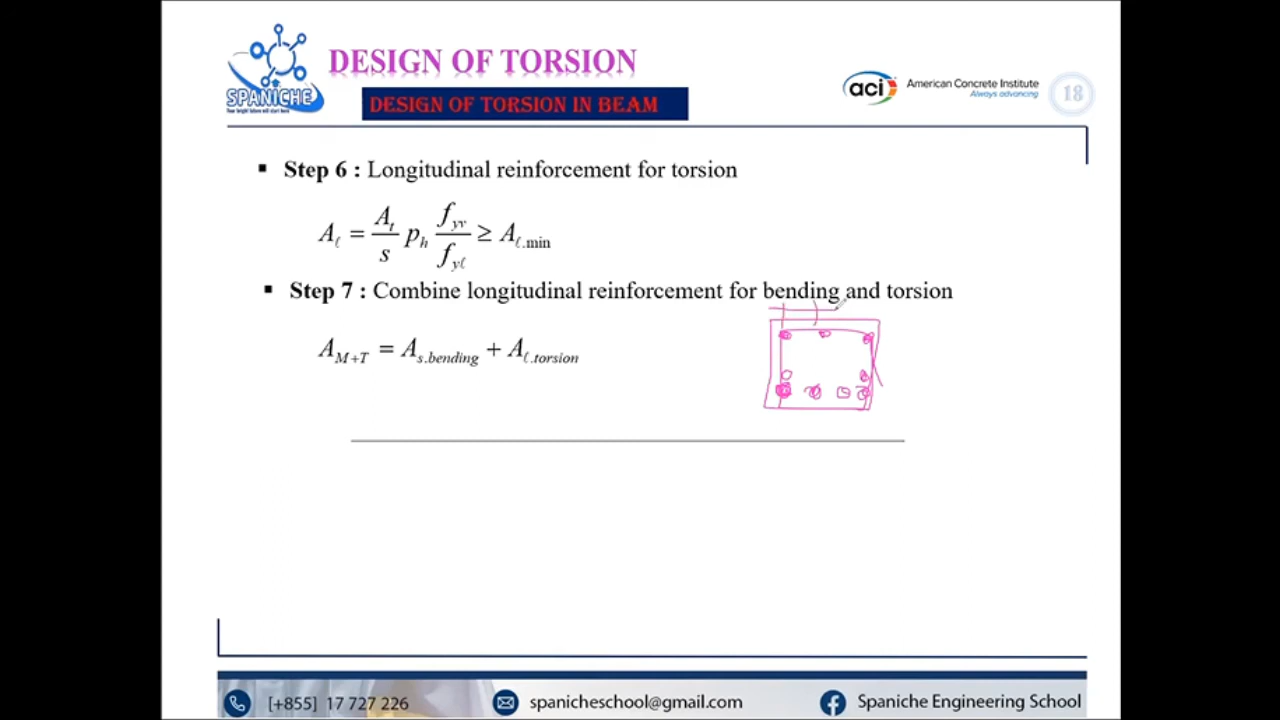 DESIGN OF TORSION
SPANICHE
DESIGN OF TORSION IN BEAM
aci American Concrete Institute
Always advancing
18
▪ Step 6 : Longitudinal reinforcement for torsion
A_ℓ = A_t / s p_h f_yv / f_yℓ ≥ A_ℓ.min
▪ Step 7 : Combine longitudinal reinforcement for bending and torsion
A_M+T = A_s.bending + A_ℓ.torsion
[+855] 17 727 226
spanicheschool@gmail.com
Spaniche Engineering School